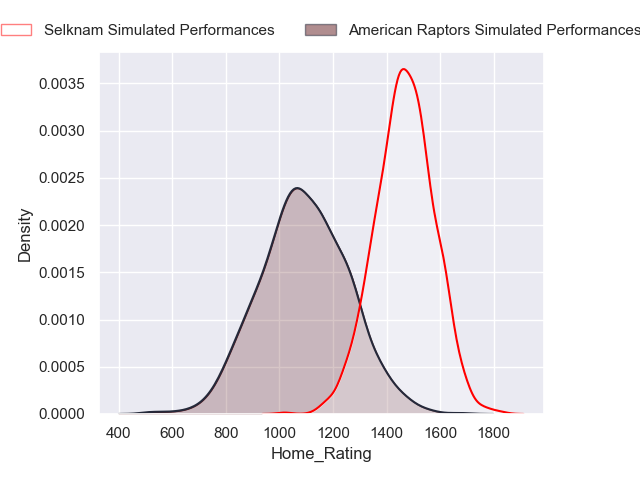 Selknam Simulated Performances American Raptors Simulated Performances
0.0035
0.0030
0.0025
0.0020
0.0015
0.0010
0.0005
0.0000
Density
400 600 800 1000 1200 1400 1600 1800
Home_Rating